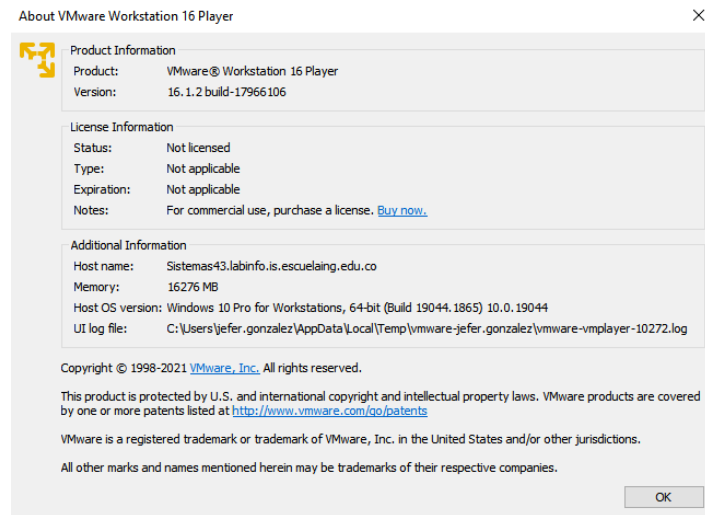 About VMware Workstation 16 Player
Product Information
Product: VMware® Workstation 16 Player
Version: 16.1.2 build-17966106
License Information
Status: Not licensed
Type: Not applicable
Expiration: Not applicable
Notes: For commercial use, purchase a license. Buy now.
Additional Information
Host name: Sistemas43.labinfo.is.escuelaing.edu.co
Memory: 16276 MB
Host OS version: Windows 10 Pro for Workstations, 64-bit (Build 19044.1865) 10.0.19044
UI log file: C:\Users\jefer.gonzalez\AppData\Local\Temp\vmware-jefer.gonzalez\vmware-vmplayer-10272.log
Copyright © 1998-2021 VMware, Inc. All rights reserved.
This product is protected by U.S. and international copyright and intellectual property laws. VMware products are covered
by one or more patents listed at http://www.vmware.com/go/patents
VMware is a registered trademark or trademark of VMware, Inc. in the United States and/or other jurisdictions.
All other marks and names mentioned herein may be trademarks of their respective companies.
OK